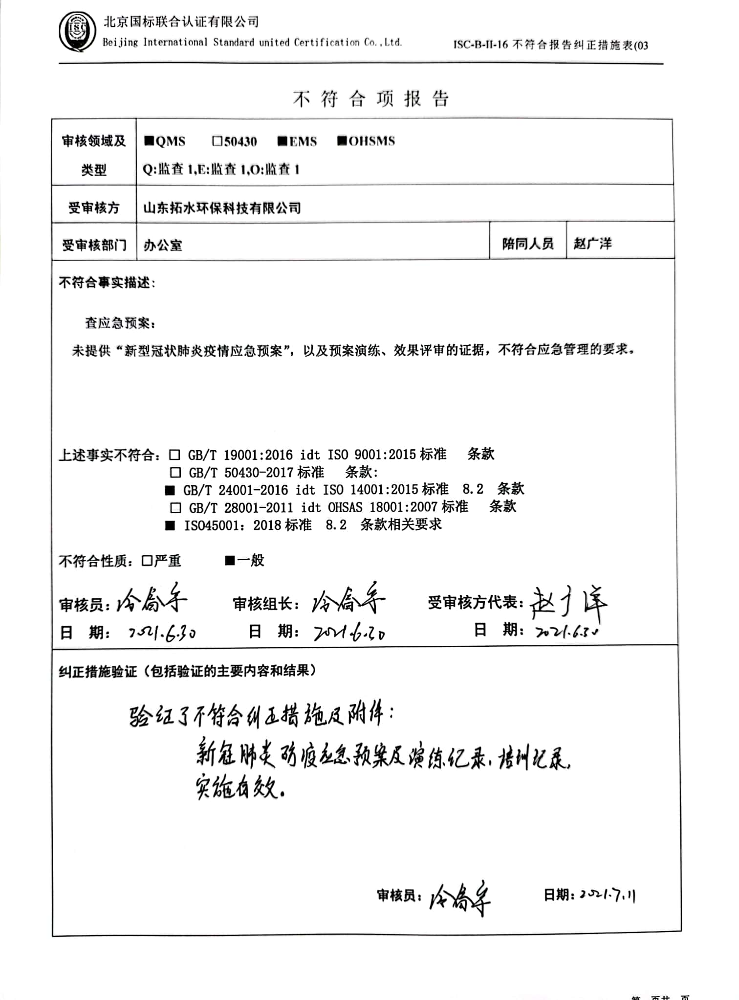 ISC
北京国标联合认证有限公司
Beijing International Standard united Certification Co.,Ltd.
ISC-B-II-16 不符合报告纠正措施表(03
不符合项报告
审核领域及类型
■QMS □50430 ■EMS ■OHSMS
Q:监查 1,E:监查 1,O:监查 1
受审核方 山东拓水环保科技有限公司
受审核部门 办公室 陪同人员 赵广洋
不符合事实描述：
查应急预案：
未提供“新型冠状肺炎疫情应急预案”，以及预案演练、效果评审的证据，不符合应急管理的要求。
上述事实不符合：□ GB/T 19001:2016 idt ISO 9001:2015 标准 条款
□ GB/T 50430-2017 标准 条款：
■ GB/T 24001-2016 idt ISO 14001:2015 标准 8.2 条款
□ GB/T 28001-2011 idt OHSAS 18001:2007 标准 条款
■ ISO45001：2018 标准 8.2 条款相关要求
不符合性质：□严重 ■一般
审核员： 审核组长： 受审核方代表：赵广洋
日 期：2021.6.30 日 期：2021.6.30 日 期：2021.6.30
纠正措施验证（包括验证的主要内容和结果）
验证了不符合纠正措施及附件：
新冠肺炎防疫应急预案及演练纪录，培训纪录，
实施有效。
审核员： 日期：2021.7.11